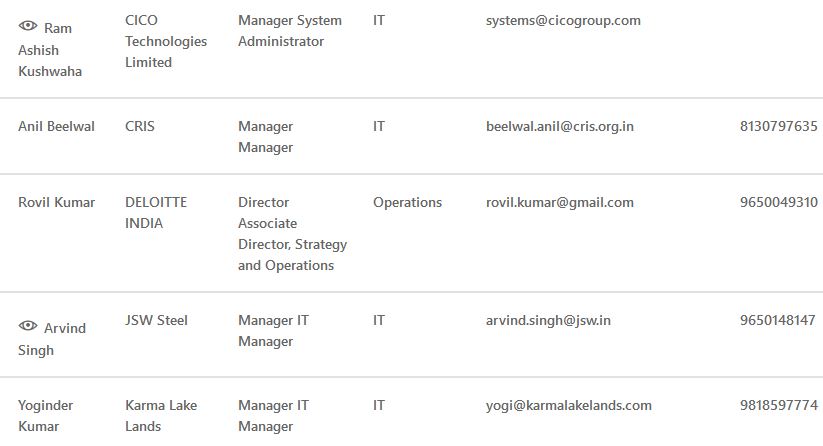 Ram Ashish Kushwaha CICO Technologies Limited Manager System Administrator IT systems@cicogroup.com
Anil Beelwal CRIS Manager Manager IT beelwal.anil@cris.org.in 8130797635
Rovil Kumar DELOITTE INDIA Director Associate Director, Strategy and Operations Operations rovil.kumar@gmail.com 9650049310
Arvind Singh JSW Steel Manager IT Manager IT arvind.singh@jsw.in 9650148147
Yoginder Kumar Karma Lake Lands Manager IT Manager IT yogi@karmalakelands.com 9818597774